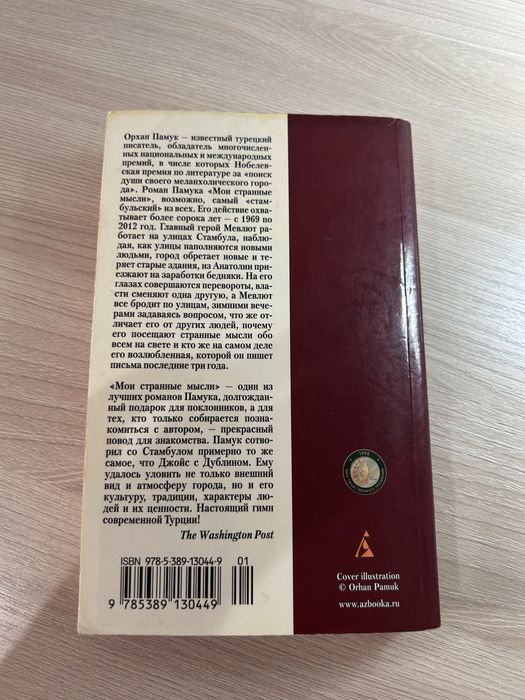 Орхан Памук — известный турецкий
писатель, обладатель многочислен-
ных национальных и международных
премий, в числе которых Нобелев-
ская премия по литературе за «поиск
души своего меланхолического горо-
да». Роман Памука «Мои странные
мысли», возможно, самый «стам-
бульский» из всех. Его действие охва-
тывает более сорока лет — с 1969 по
2012 год. Главный герой Мевлют ра-
ботает на улицах Стамбула, наблю-
дая, как улицы наполняются новыми
людьми, город обретает новые и те-
ряет старые здания, из Анатолии при-
езжают на заработки бедняки. На его
глазах совершаются перевороты, вла-
сти сменяют одна другую, а Мевлют
все бродит по улицам, зимними вече-
рами задаваясь вопросом, что же от-
личает его от других людей, почему
его посещают странные мысли обо
всем на свете и кто же на самом деле
его возлюбленная, которой он пишет
письма последние три года.
«Мои странные мысли» — один из
лучших романов Памука, долгождан-
ный подарок для поклонников, а для
тех, кто только собирается позна-
комиться с автором, — прекрасный
повод для знакомства. Памук сотво-
рил со Стамбулом примерно то же
самое, что Джойс с Дублином. Ему
удалось уловить не только внешний
вид и атмосферу города, но и его
культуру, традиции, характеры лю-
дей и их ценности. Настоящий гимн
современной Турции!
The Washington Post
ISBN 978-5-389-13044-9
01
9 785389 130449
1998
Cover illustration
© Orhan Pamuk
www.azbooka.ru